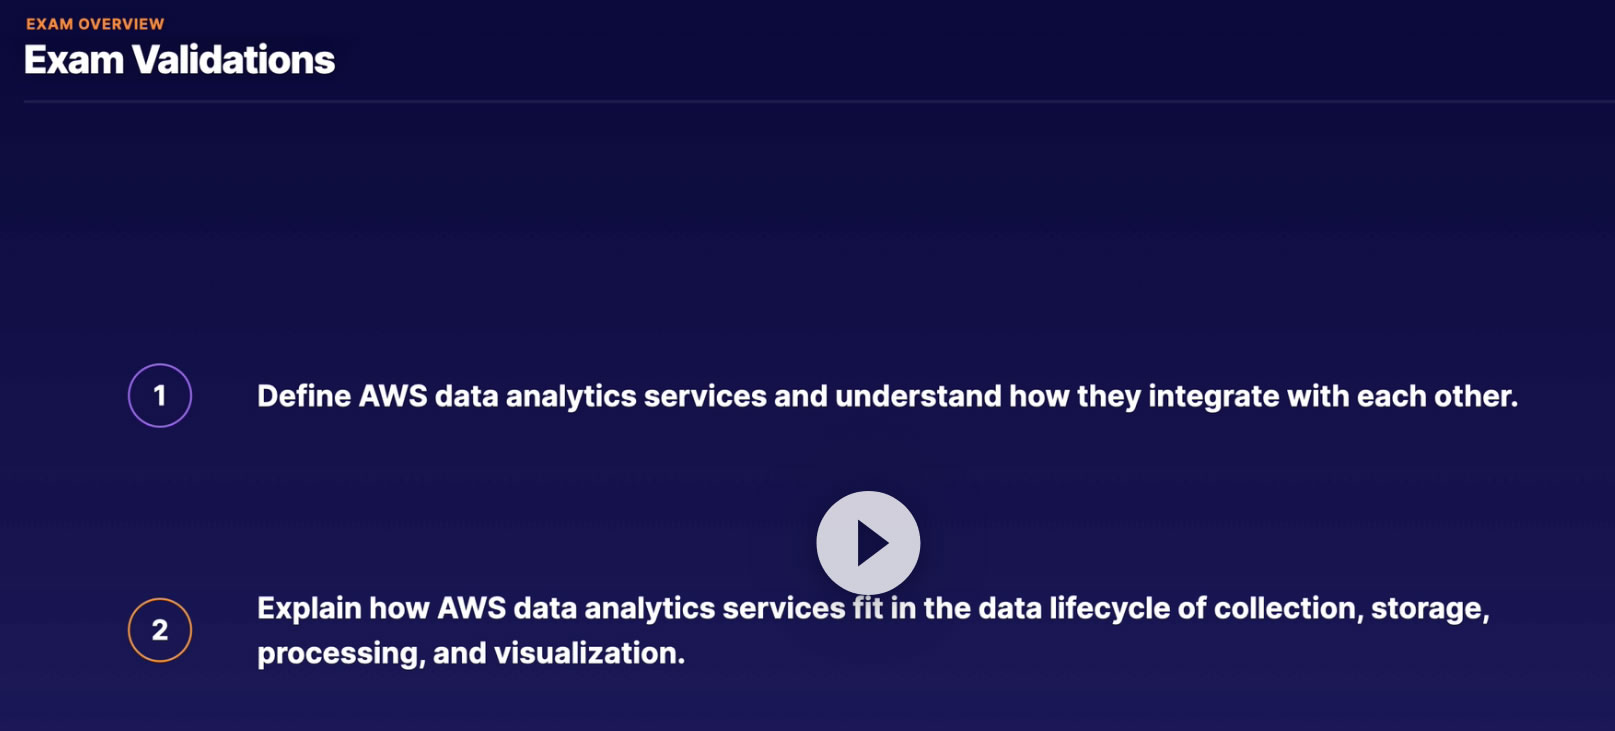 EXAM OVERVIEW
Exam Validations
1
Define AWS data analytics services and understand how they integrate with each other.
2
Explain how AWS data analytics services fit in the data lifecycle of collection, storage,
processing, and visualization.